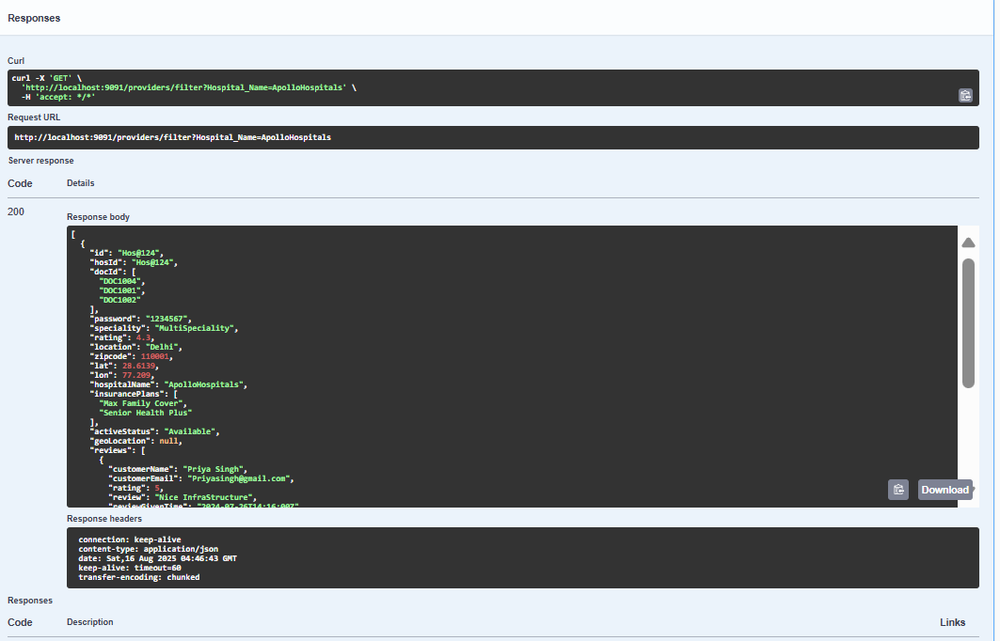 Responses
Curl
curl -X 'GET' \
  'http://localhost:9091/providers/filter?Hospital_Name=ApolloHospitals' \
  -H 'accept: */*'
Request URL
http://localhost:9091/providers/filter?Hospital_Name=ApolloHospitals
Server response
Code Details
200
Response body
[
  {
    "id": "Hos@124",
    "hosId": "Hos@124",
    "docId": [
      "DOC1004",
      "DOC1001",
      "DOC1002"
    ],
    "password": "1234567",
    "speciality": "MultiSpeciality",
    "rating": 4.3,
    "location": "Delhi",
    "zipcode": 110001,
    "lat": 28.6139,
    "lon": 77.209,
    "hospitalName": "ApolloHospitals",
    "insurancePlans": [
      "Max Family Cover",
      "Senior Health Plus"
    ],
    "activeStatus": "Available",
    "geoLocation": null,
    "reviews": [
      {
        "customerName": "Priya Singh",
        "customerEmail": "Priyasingh@gmail.com",
        "rating": 5,
        "review": "Nice InfraStructure",
        "reviewGivenTime": "2024-07-26T14:16:00Z"
Download
Response headers
connection: keep-alive
content-type: application/json
date: Sat,16 Aug 2025 04:46:43 GMT
keep-alive: timeout=60
transfer-encoding: chunked
Responses
Code Description Links